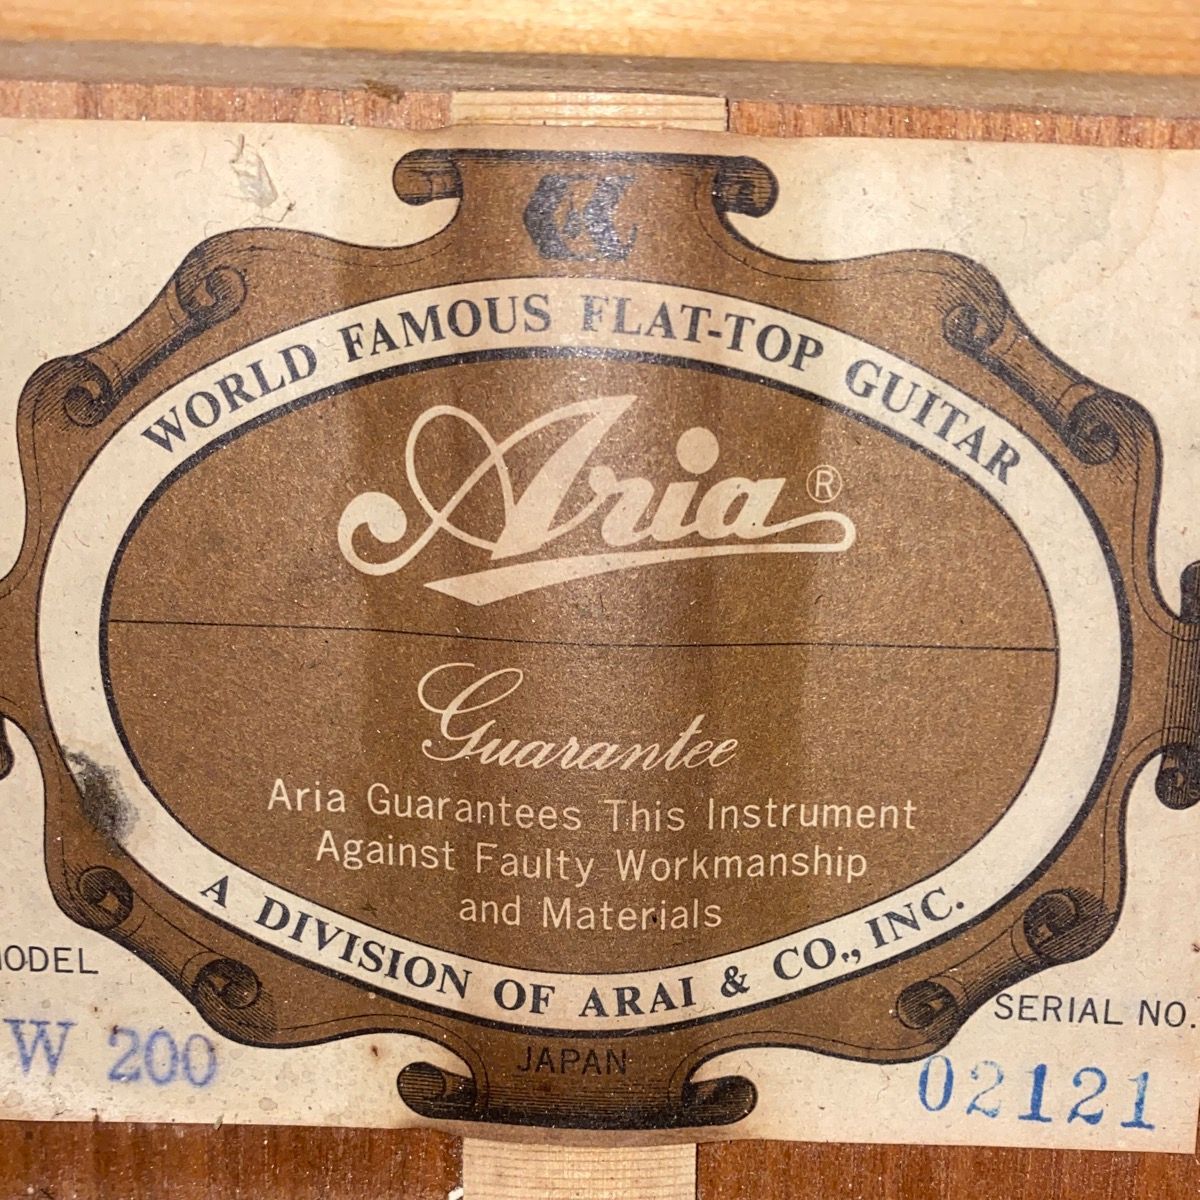 WORLD FAMOUS FLAT-TOP GUITAR
Aria®
Guarantee
Aria Guarantees This Instrument
Against Faulty Workmanship
and Materials
A DIVISION OF ARAI & CO., INC.
JAPAN
ODEL
W 200
SERIAL NO.
02121